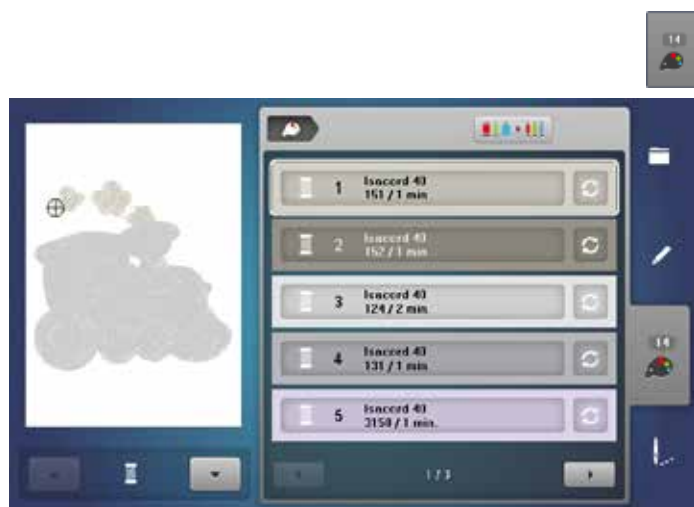 14
1 Isacord 40
151 / 1 min
2 Isacord 40
152 / 1 min.
3 Isacord 40
124 / 2 min
4 Isacord 40
131 / 1 min
5 Isacord 40
3150 / 1 min.
14
1 / 3